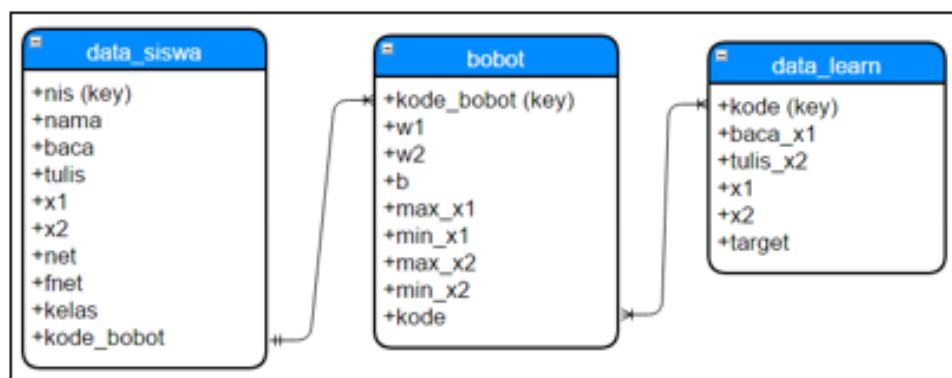 data_siswa
+nis (key)
+nama
+baca
+tulis
+x1
+x2
+net
+fnet
+kelas
+kode_bobot
bobot
+kode_bobot (key)
+w1
+w2
+b
+max_x1
+min_x1
+max_x2
+min_x2
+kode
data_learn
+kode (key)
+baca_x1
+tulis_x2
+x1
+x2
+target